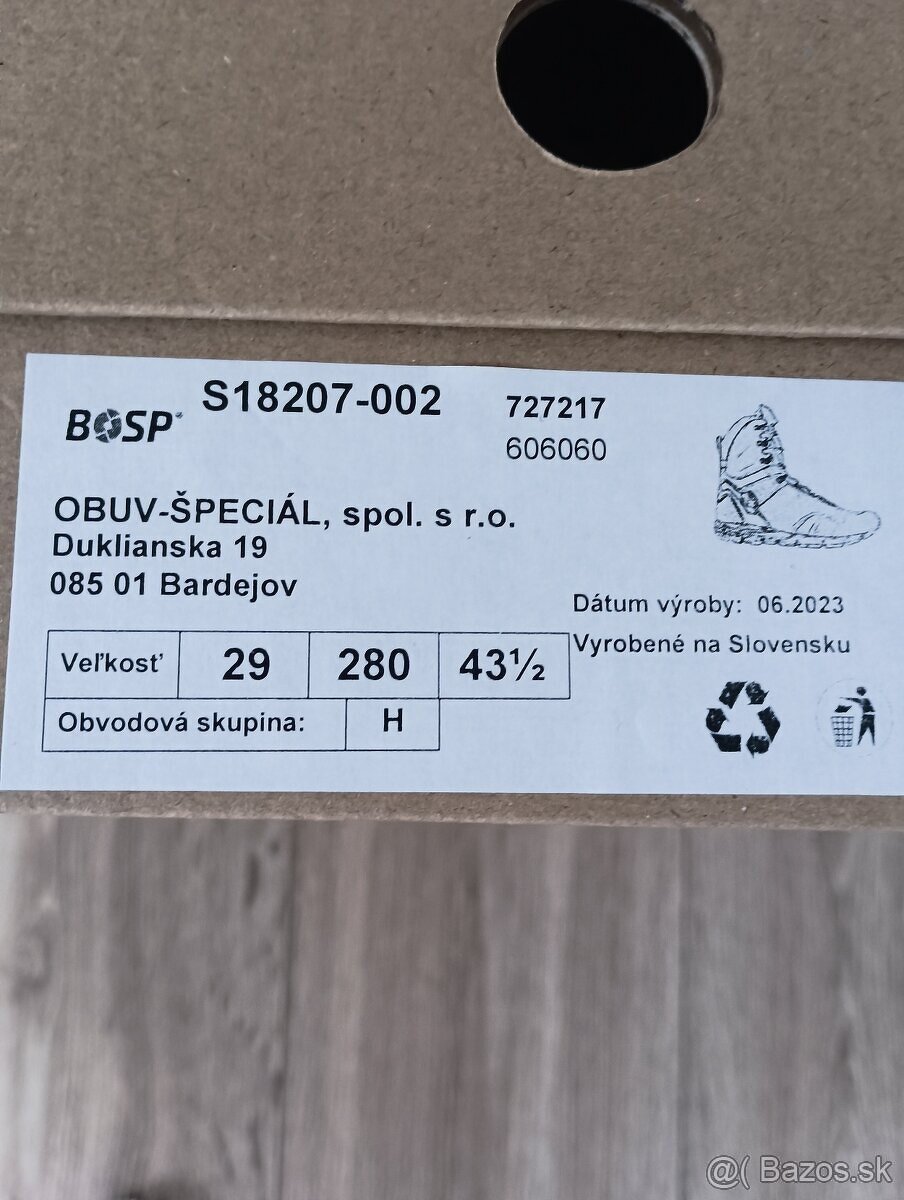 BOSP
S18207-002
727217
606060
OBUV-ŠPECIÁL, spol. s r.o.
Duklianska 19
085 01 Bardejov
Dátum výroby: 06.2023
Vyrobené na Slovensku
Veľkosť 29 280 43½
Obvodová skupina: H
@( Bazos.sk